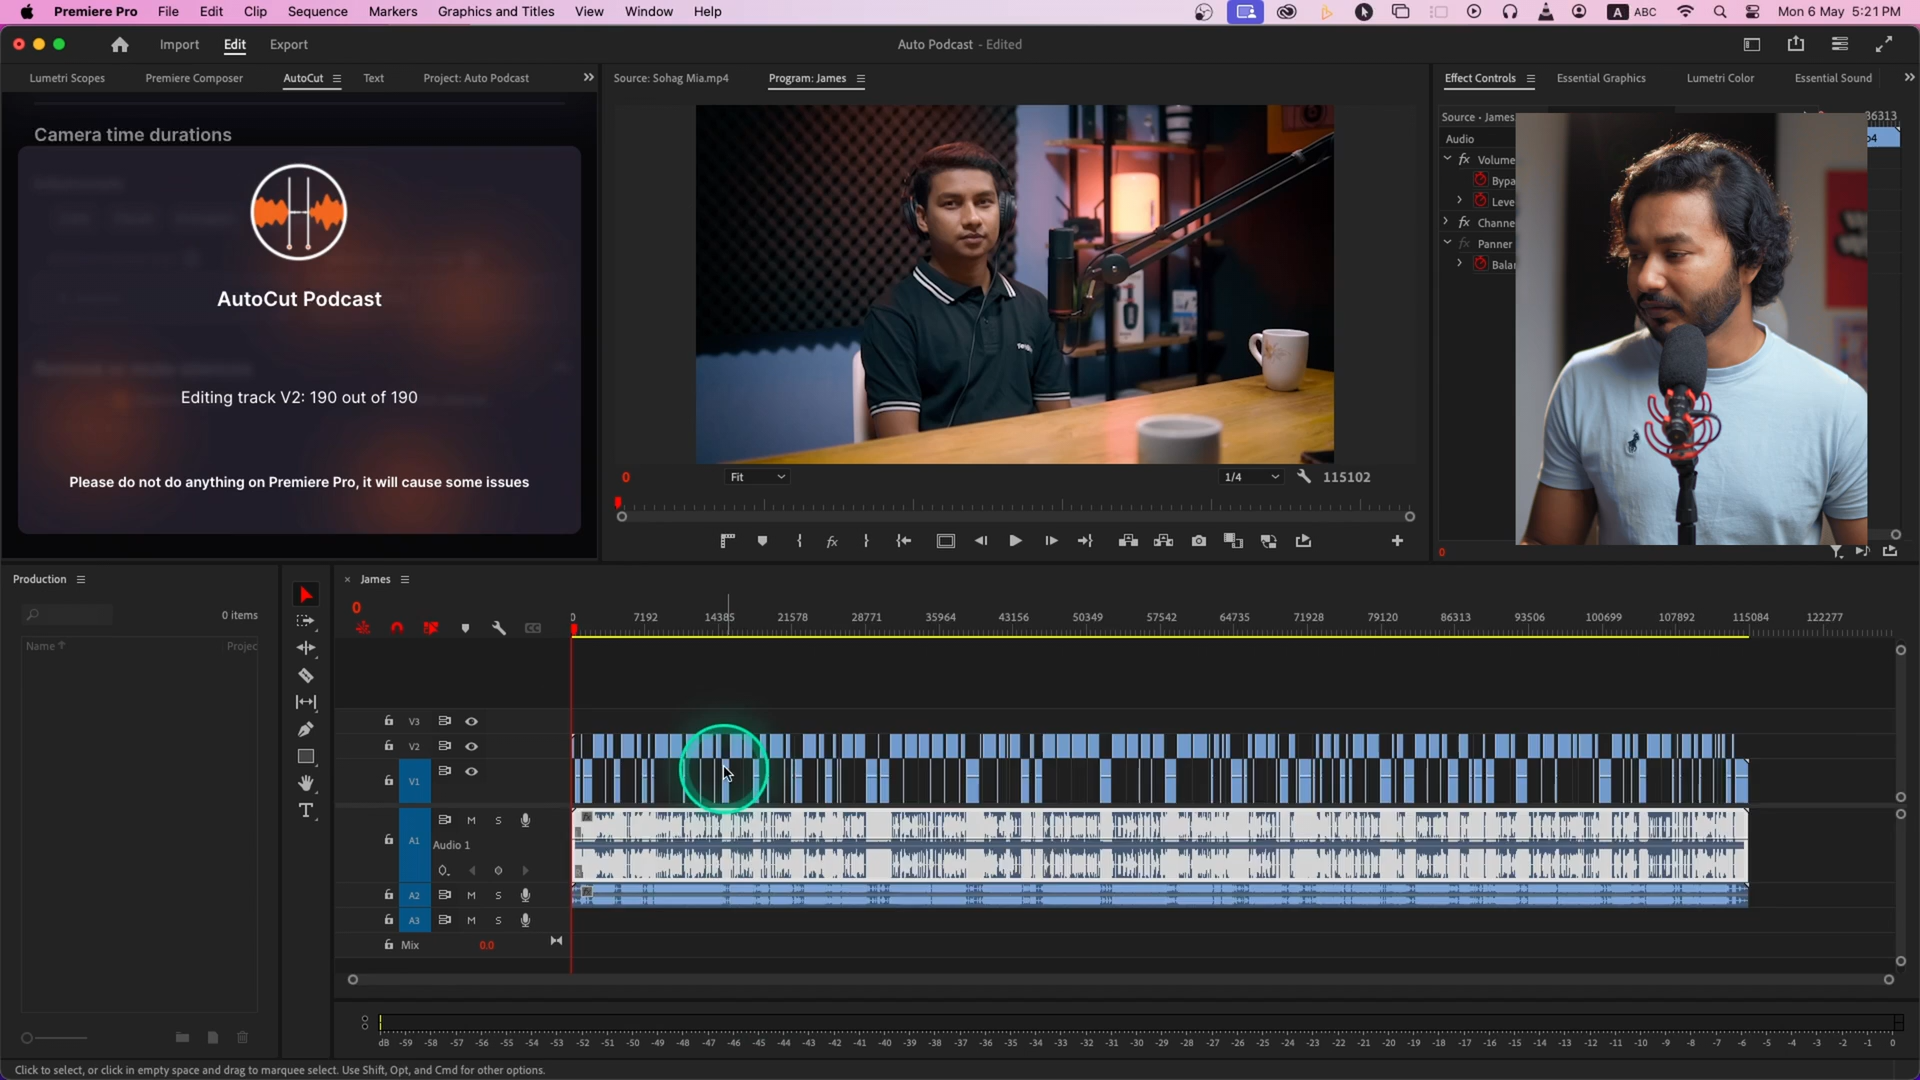 Premiere Pro File Edit Clip Sequence Markers Graphics and Titles View Window Help A ABC Mon 6 May 5:21 PM
Import Edit Export Auto Podcast - Edited
Lumetri Scopes Premiere Composer AutoCut Text Project: Auto Podcast
Source: Sohag Mia.mp4 Program: James
Effect Controls Essential Graphics Lumetri Color Essential Sound
Camera time durations
AutoCut Podcast
Editing track V2: 190 out of 190
Please do not do anything on Premiere Pro, it will cause some issues
0 Fit 1/4 115102
Source • James
Audio
fx Volume
Bypa
Leve
fx Channe
fx Panner
Balar
0
Production
0 items
Name Projec
× James
0
0 7192 14385 21578 28771 35964 43156 50349 57542 64735 71928 79120 86313 93506 100699 107892 115084 122277
V3
V2
V1
A1 M S
Audio 1
A2 M S
A3 M S
Mix 0.0
dB -59 -58 -57 -56 -55 -54 -53 -52 -51 -50 -49 -48 -47 -46 -45 -44 -43 -42 -41 -40 -39 -38 -37 -36 -35 -34 -33 -32 -31 -30 -29 -28 -27 -26 -25 -24 -23 -22 -21 -20 -19 -18 -17 -16 -15 -14 -13 -12 -11 -10 -9 -8 -7 -6 -5 -4 -3 -2 -1 0
Click to select, or click in empty space and drag to marquee select. Use Shift, Opt, and Cmd for other options.